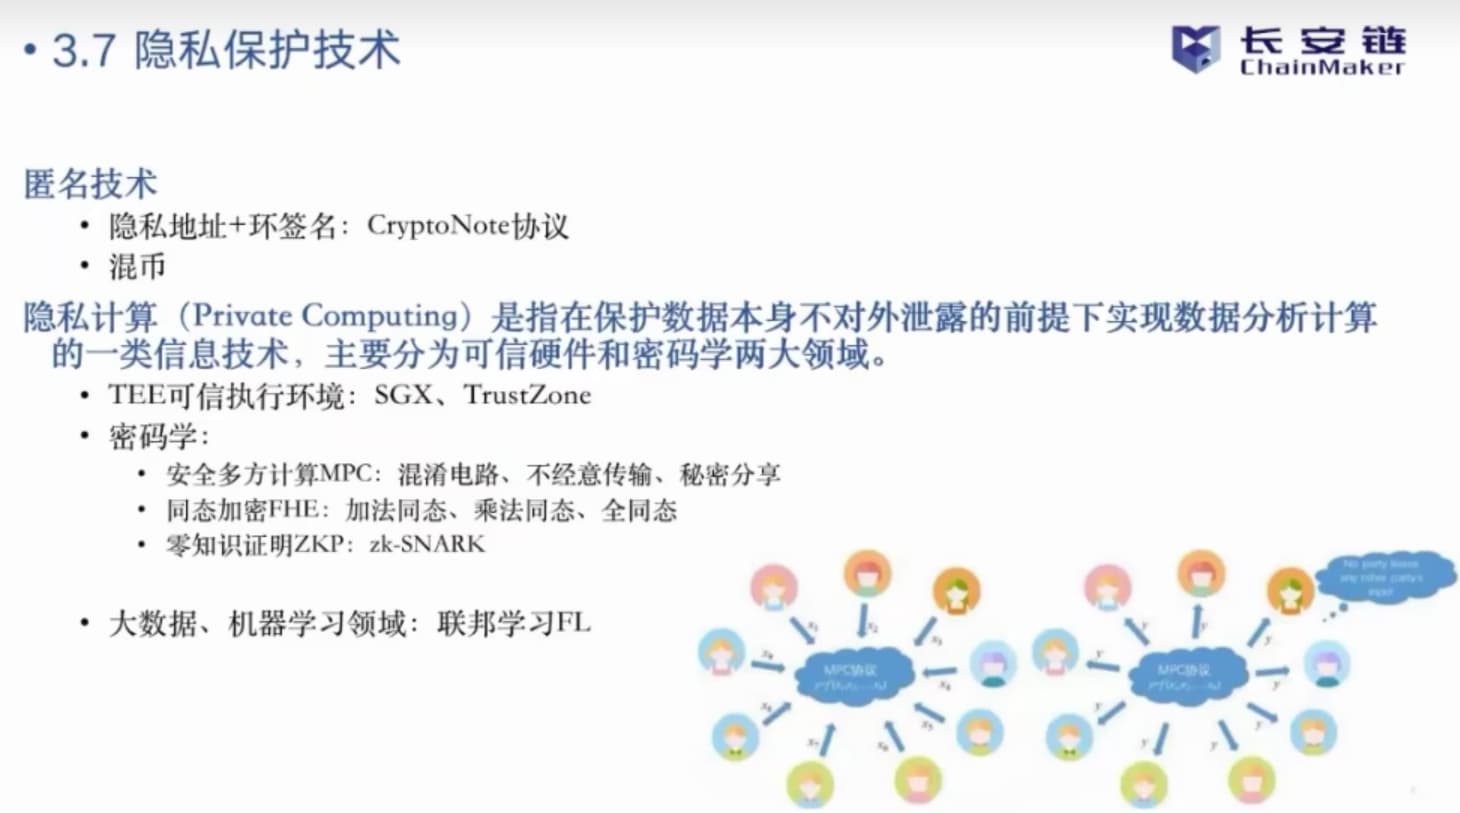 • 3.7 隐私保护技术
长安链
ChainMaker
匿名技术
• 隐私地址+环签名：CryptoNote协议
• 混币
隐私计算（Private Computing）是指在保护数据本身不对外泄露的前提下实现数据分析计算
的一类信息技术，主要分为可信硬件和密码学两大领域。
• TEE可信执行环境：SGX、TrustZone
• 密码学：
• 安全多方计算MPC：混淆电路、不经意传输、秘密分享
• 同态加密FHE：加法同态、乘法同态、全同态
• 零知识证明ZKP：zk-SNARK
• 大数据、机器学习领域：联邦学习FL
No party learns
any other party's
input
MPC协议
MPC协议